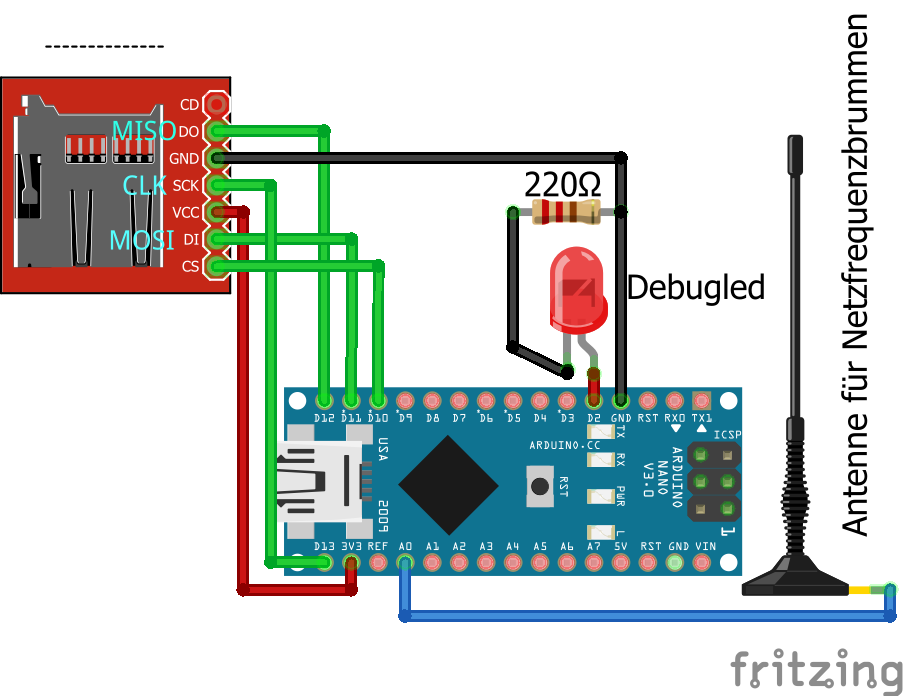 --------------
CD
MISO DO
GND
CLK SCK
VCC
MOSI DI
CS
220Ω
Debugled
Antenne für Netzfrequenzbrummen
D12 D11 D10 D9 D8 D7 D6 D5 D4 D3 D2 GND RST RX0 TX1
TX
RX
PWR
L
USA
2009
ARDUINO.CC
RST
ICSP
ARDUINO
NANO
V3.0
1
D13 3V3 REF A0 A1 A2 A3 A4 A5 A6 A7 5V RST GND VIN
fritzing